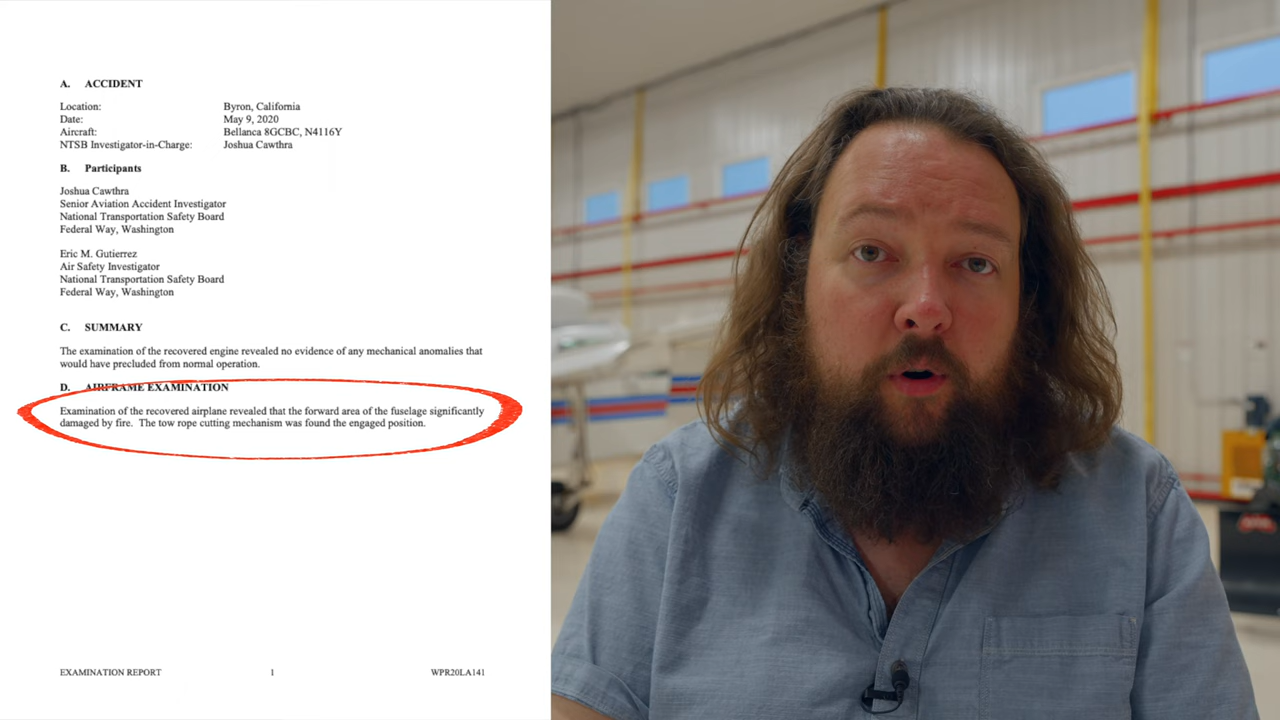 A. ACCIDENT
Location: Byron, California
Date: May 9, 2020
Aircraft: Bellanca 8GCBC, N4116Y
NTSB Investigator-in-Charge: Joshua Cawthra
B. Participants
Joshua Cawthra
Senior Aviation Accident Investigator
National Transportation Safety Board
Federal Way, Washington
Eric M. Gutierrez
Air Safety Investigator
National Transportation Safety Board
Federal Way, Washington
C. SUMMARY
The examination of the recovered engine revealed no evidence of any mechanical anomalies that
would have precluded from normal operation.
D. AIRFRAME EXAMINATION
Examination of the recovered airplane revealed that the forward area of the fuselage significantly
damaged by fire. The tow rope cutting mechanism was found the engaged position.
EXAMINATION REPORT 1 WPR20LA141